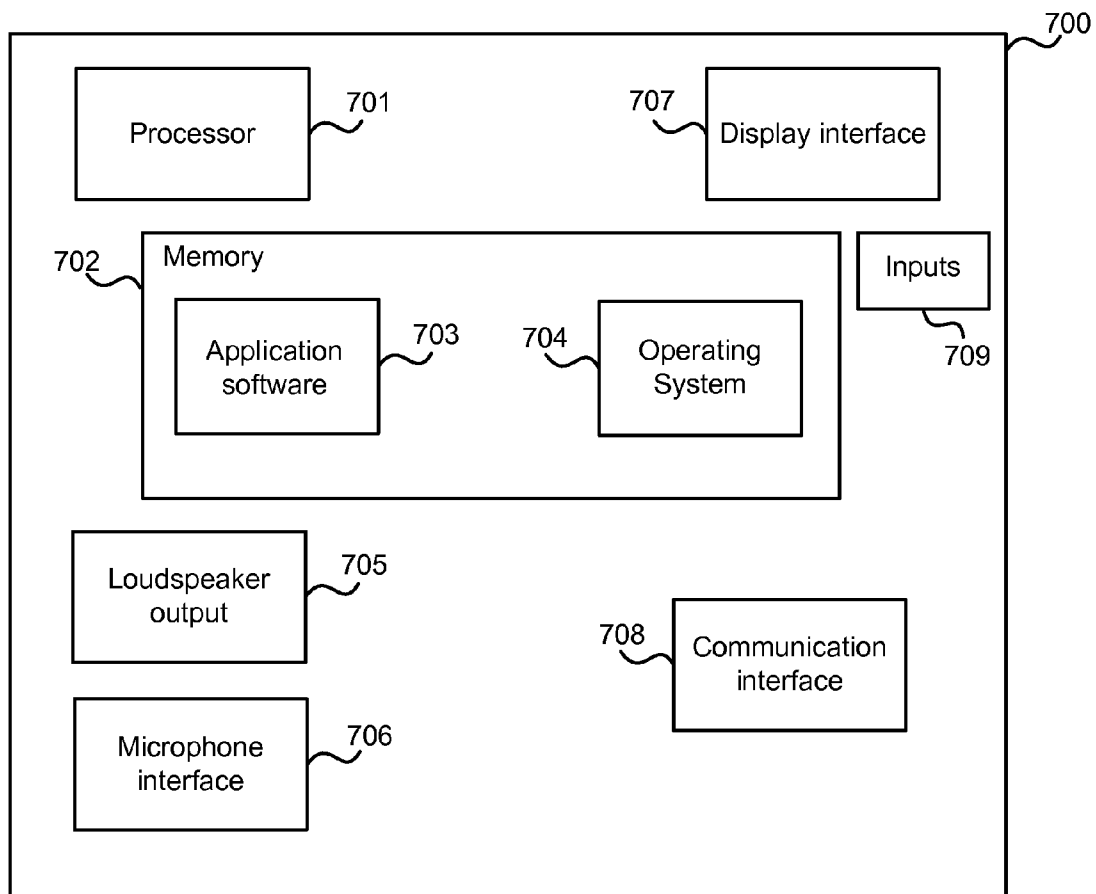 700
Processor
701
707
Display interface
702
Memory
Inputs
709
Application
software
703
704
Operating
System
Loudspeaker
output
705
708
Communication
interface
Microphone
interface
706